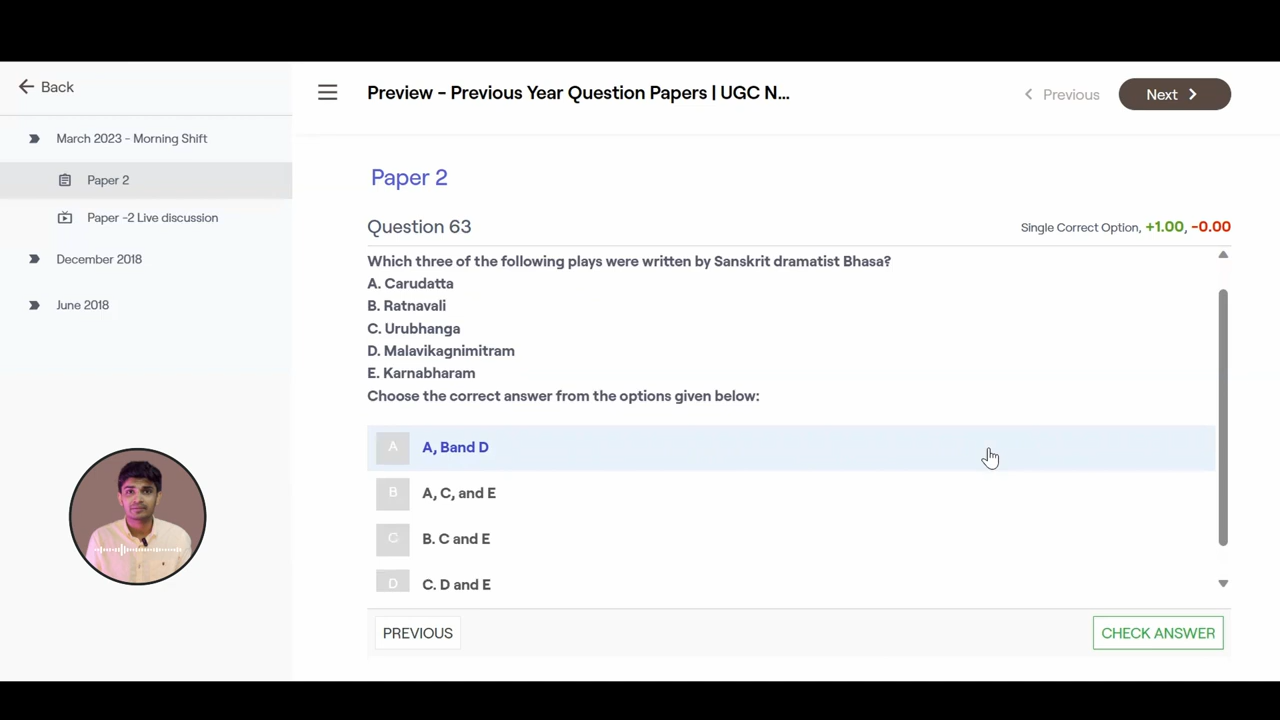 Back
Preview - Previous Year Question Papers | UGC N...
Previous
Next
March 2023 - Morning Shift
Paper 2
Paper -2 Live discussion
December 2018
June 2018
Paper 2
Question 63
Single Correct Option, +1.00, -0.00
Which three of the following plays were written by Sanskrit dramatist Bhasa?
A. Carudatta
B. Ratnavali
C. Urubhanga
D. Malavikagnimitram
E. Karnabharam
Choose the correct answer from the options given below:
A A, Band D
B A, C, and E
C B. C and E
D C. D and E
PREVIOUS
CHECK ANSWER